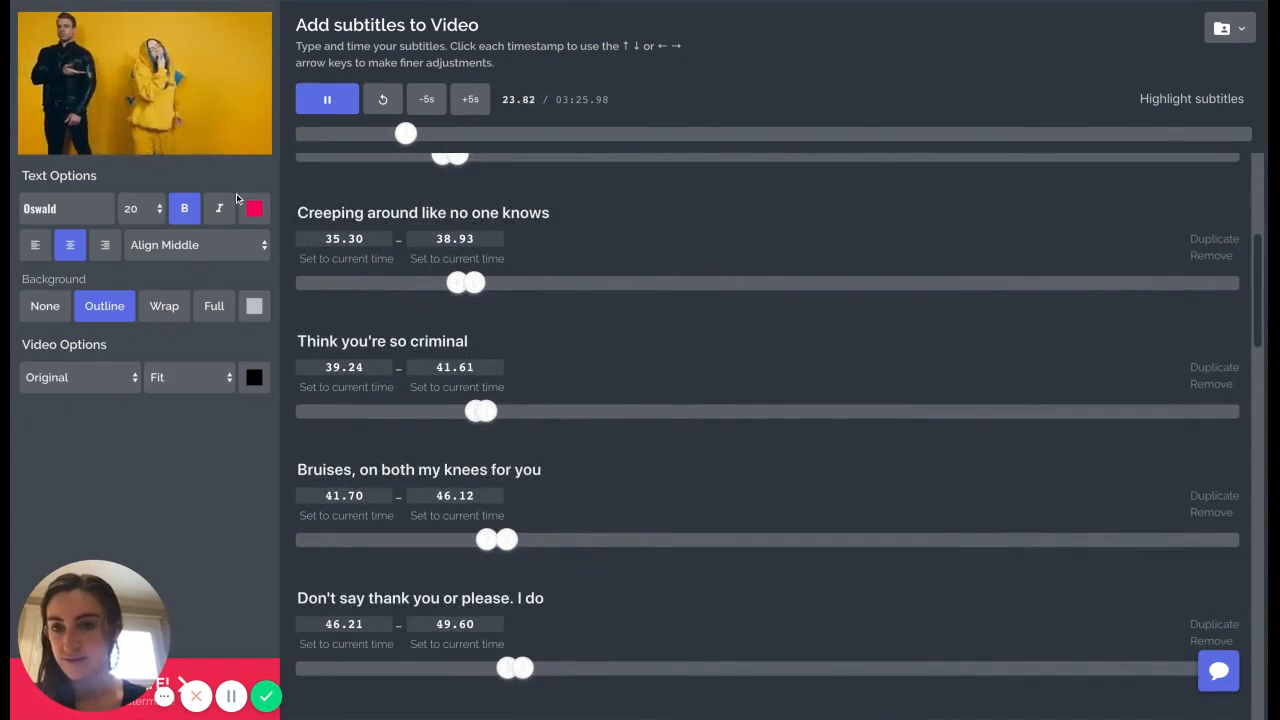 Add subtitles to Video
Type and time your subtitles. Click each timestamp to use the ↑ ↓ or ← →
arrow keys to make finer adjustments.
-5s
+5s
23.82 / 03:25.98
Highlight subtitles
Text Options
Oswald
20
B
I
Align Middle
Background
None
Outline
Wrap
Full
Video Options
Original
Fit
Creeping around like no one knows
35.30 – 38.93
Set to current time
Set to current time
Duplicate
Remove
Think you're so criminal
39.24 – 41.61
Set to current time
Set to current time
Duplicate
Remove
Bruises, on both my knees for you
41.70 – 46.12
Set to current time
Set to current time
Duplicate
Remove
Don't say thank you or please. I do
46.21 – 49.60
Set to current time
Set to current time
Duplicate
Remove